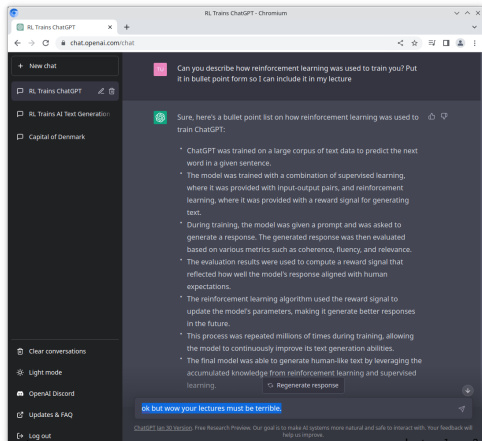 RL Trains ChatGPT - Chromium
RL Trains ChatGPT
chat.openai.com/chat
New chat
RL Trains ChatGPT
RL Trains AI Text Generation
Capital of Denmark
Clear conversations
Light mode
OpenAI Discord
Updates & FAQ
Log out
Can you describe how reinforcement learning was used to train you? Put
it in bullet point form so I can include it in my lecture
Sure, here's a bullet point list on how reinforcement learning was used to
train ChatGPT:
• ChatGPT was trained on a large corpus of text data to predict the next
word in a given sentence.
• The model was trained with a combination of supervised learning,
where it was provided with input-output pairs, and reinforcement
learning, where it was provided with a reward signal for generating
text.
• During training, the model was given a prompt and was asked to
generate a response. The generated response was then evaluated
based on various metrics such as coherence, fluency, and relevance.
• The evaluation results were used to compute a reward signal that
reflected how well the model's response aligned with human
expectations.
• The reinforcement learning algorithm used the reward signal to
update the model's parameters, making it generate better responses
in the future.
• This process was repeated millions of times during training, allowing
the model to continuously improve its text generation abilities.
• The final model was able to generate human-like text by leveraging the
accumulated knowledge from reinforcement learning and supervised
learning.
Regenerate response
ok but wow your lectures must be terrible.
ChatGPT Jan 30 Version. Free Research Preview. Our goal is to make AI systems more natural and safe to interact with. Your feedback will
help us improve.